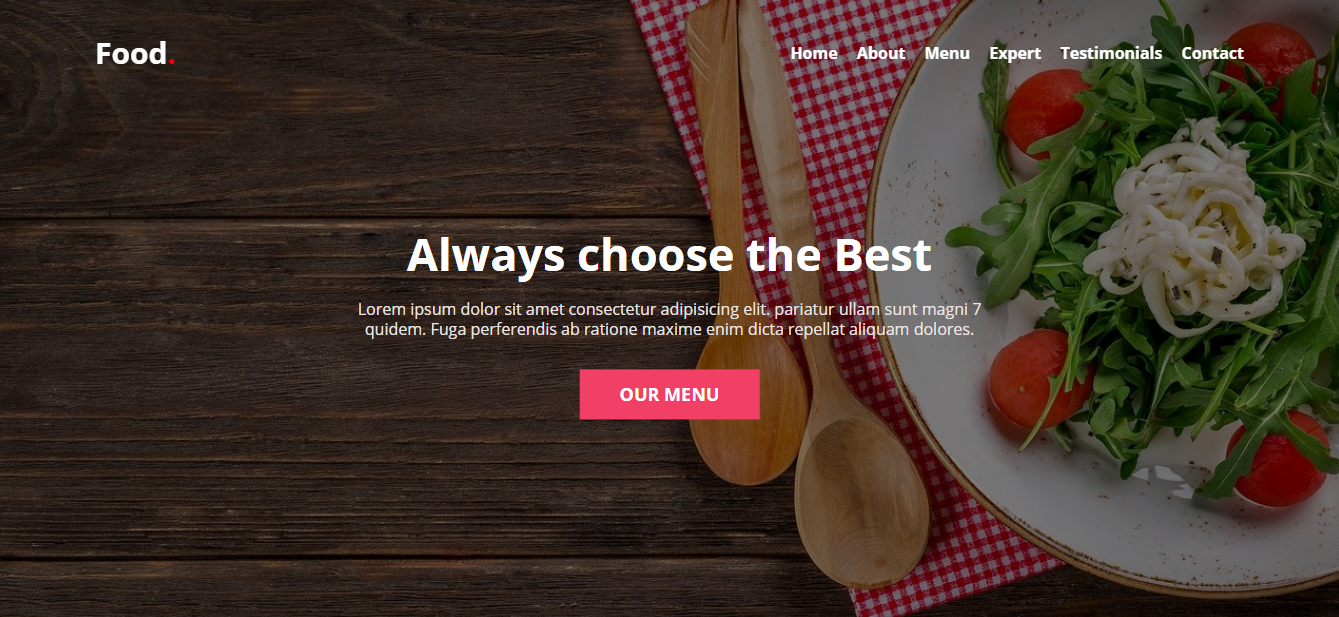 Food.
Home About Menu Expert Testimonials Contact
Always choose the Best
Lorem ipsum dolor sit amet consectetur adipisicing elit. pariatur ullam sunt magni 7
quidem. Fuga perferendis ab ratione maxime enim dicta repellat aliquam dolores.
OUR MENU